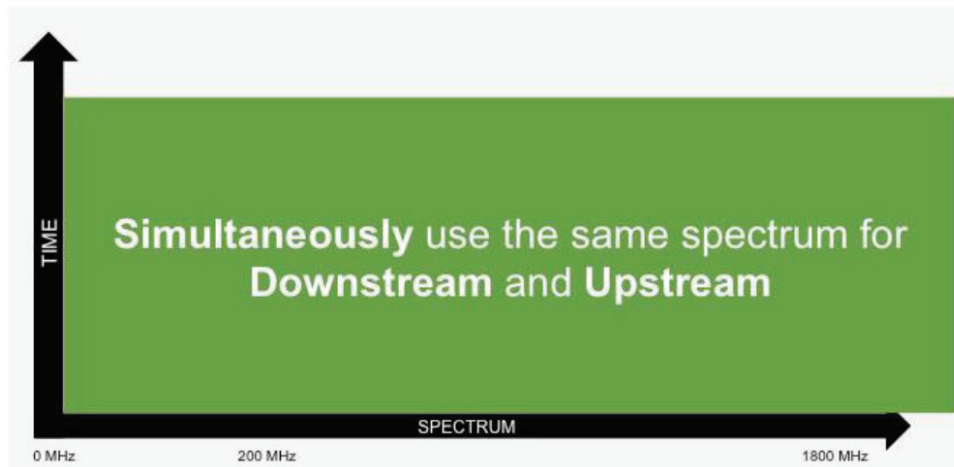 TIME
Simultaneously use the same spectrum for
Downstream and Upstream
SPECTRUM
0 MHz 200 MHz 1800 MHz